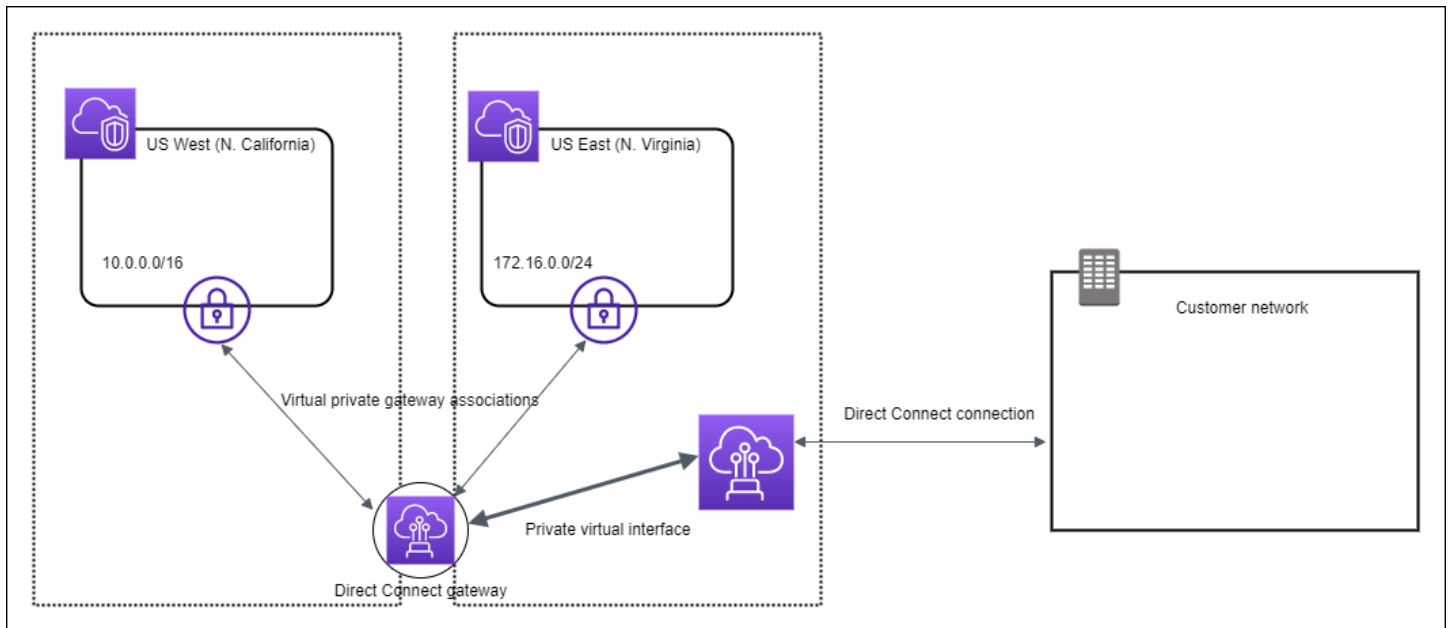 US West (N. California)
US East (N. Virginia)
10.0.0.0/16
172.16.0.0/24
Customer network
Virtual private gateway associations
Direct Connect connection
Private virtual interface
Direct Connect gateway